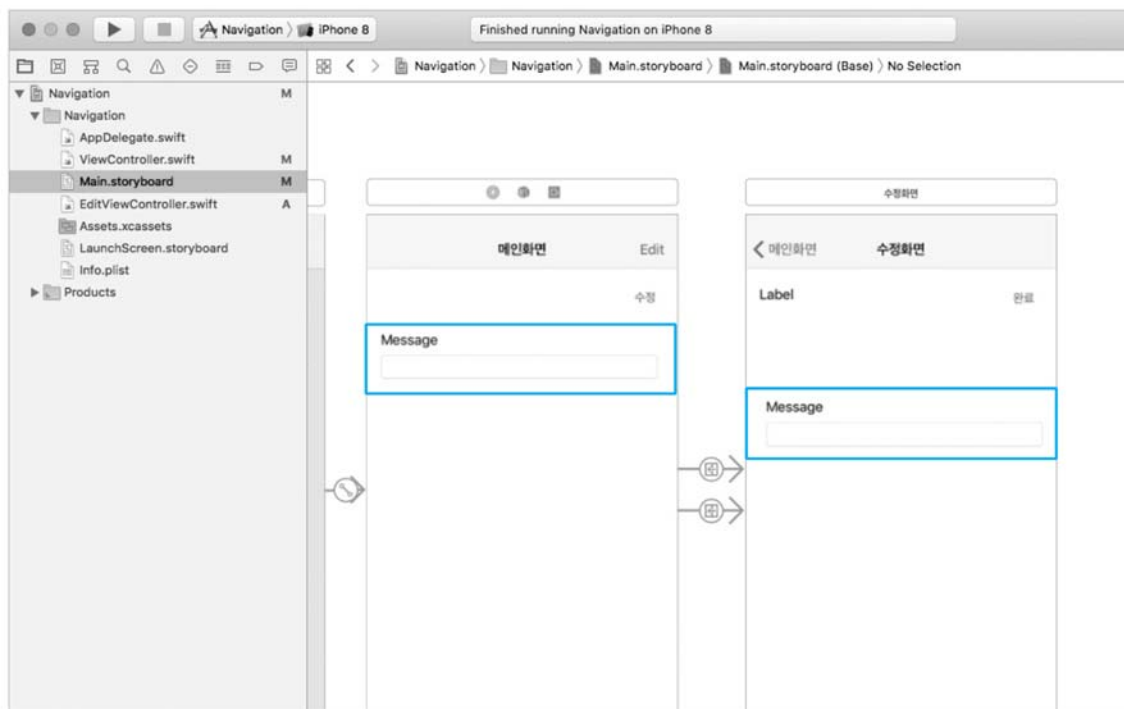 Navigation 〉 iPhone 8
Finished running Navigation on iPhone 8
Navigation 〉 Navigation 〉 Main.storyboard 〉 Main.storyboard (Base) 〉 No Selection
Navigation M
Navigation
AppDelegate.swift
ViewController.swift M
Main.storyboard M
EditViewController.swift A
Assets.xcassets
LaunchScreen.storyboard
Info.plist
Products
메인화면 Edit
수정
Message
수정화면
메인화면 수정화면
Label 완료
Message